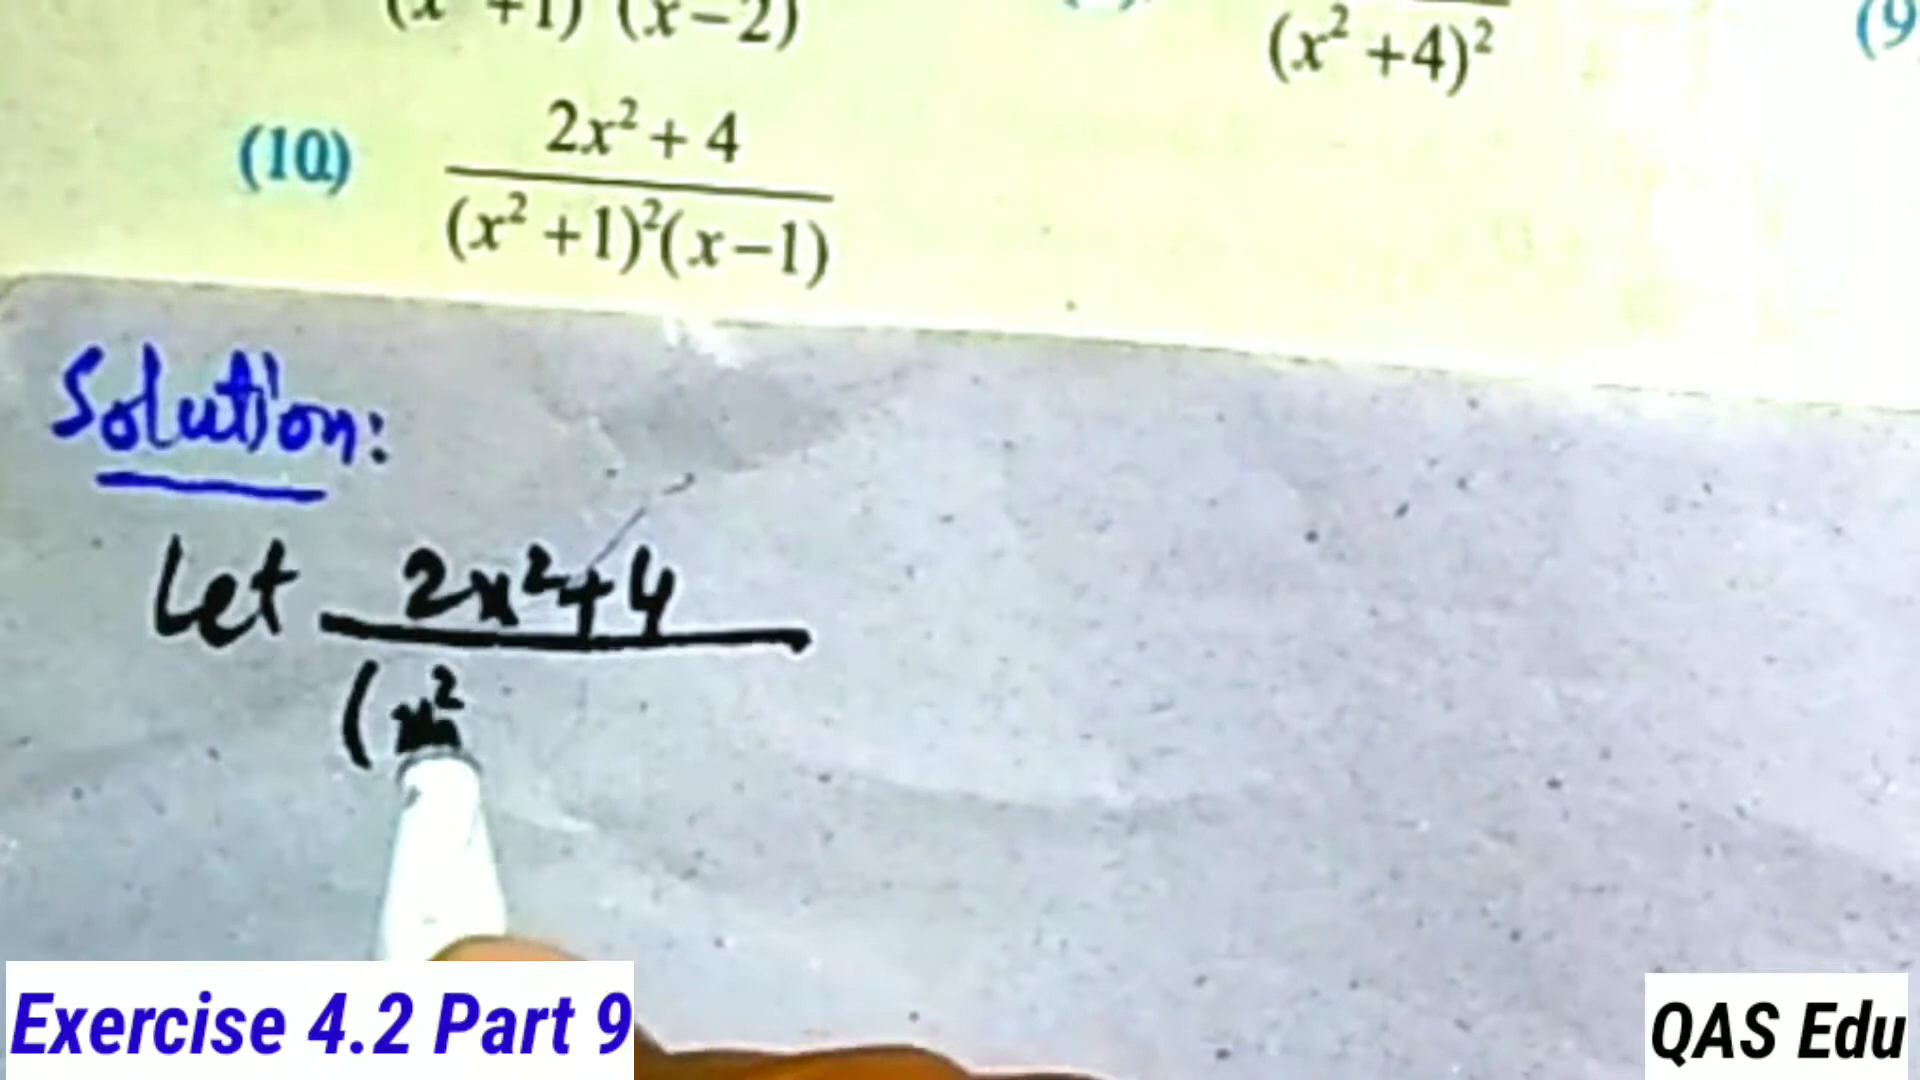 (x +1) (x−2)
(x² +4)²
(9
(10)
2x² + 4
(x² +1)²(x−1)
Solution:
Let 2x²+4
(x²
Exercise 4.2 Part 9
QAS Edu